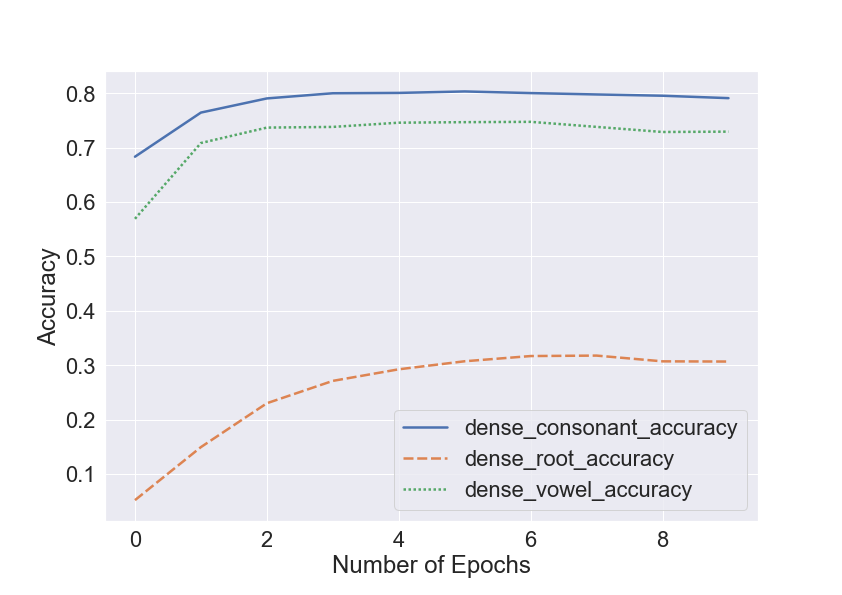 0.8
0.7
0.6
0.5
0.4
0.3
0.2
0.1
Accuracy
dense_consonant_accuracy
dense_root_accuracy
dense_vowel_accuracy
0 2 4 6 8
Number of Epochs